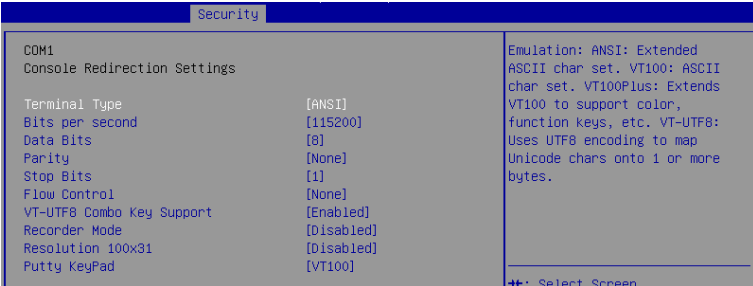 Security
COM1
Console Redirection Settings
Terminal Type [ANSI]
Bits per second [115200]
Data Bits [8]
Parity [None]
Stop Bits [1]
Flow Control [None]
VT-UTF8 Combo Key Support [Enabled]
Recorder Mode [Disabled]
Resolution 100x31 [Disabled]
Putty KeyPad [VT100]
Emulation: ANSI: Extended
ASCII char set. VT100: ASCII
char set. VT100Plus: Extends
VT100 to support color,
function keys, etc. VT-UTF8:
Uses UTF8 encoding to map
Unicode chars onto 1 or more
bytes.
→←: Select Screen